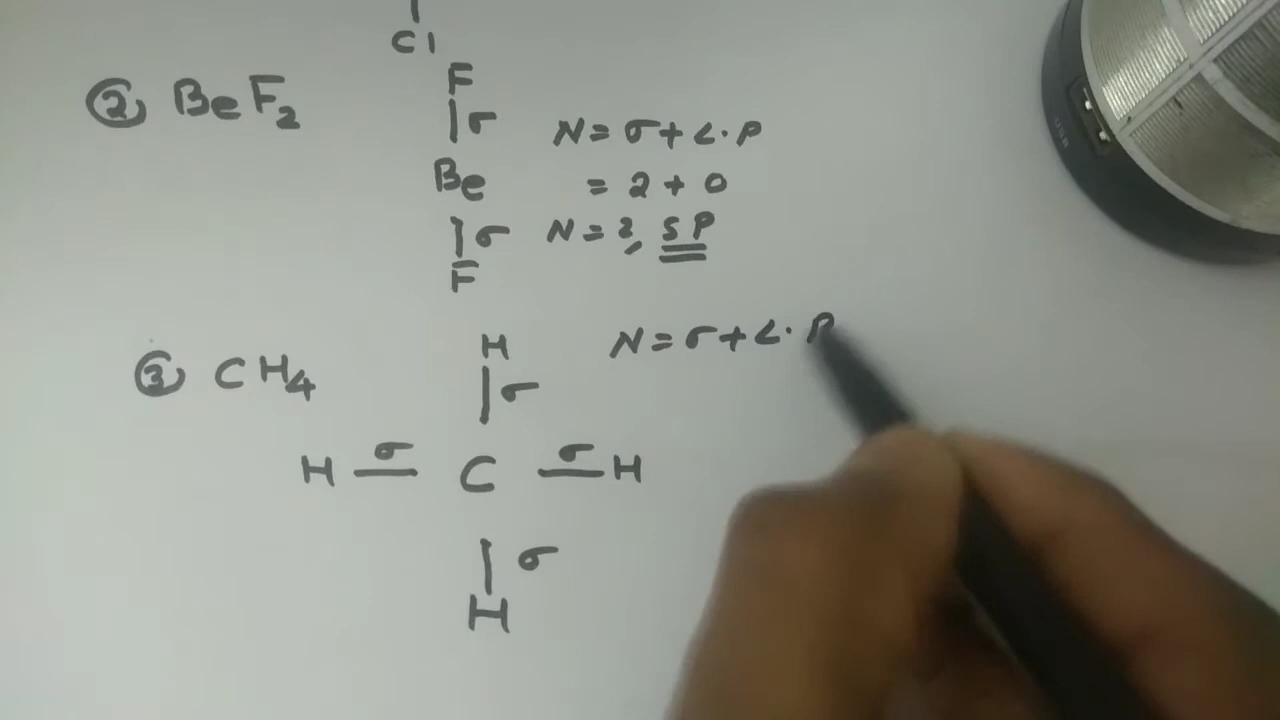 Cl
② BeF₂
F
| σ
Be
| σ
F
N = σ + L.P
= 2 + 0
N = 2, SP
③ CH₄
N = σ + L.P
H
| σ
H —σ— C —σ— H
| σ
H